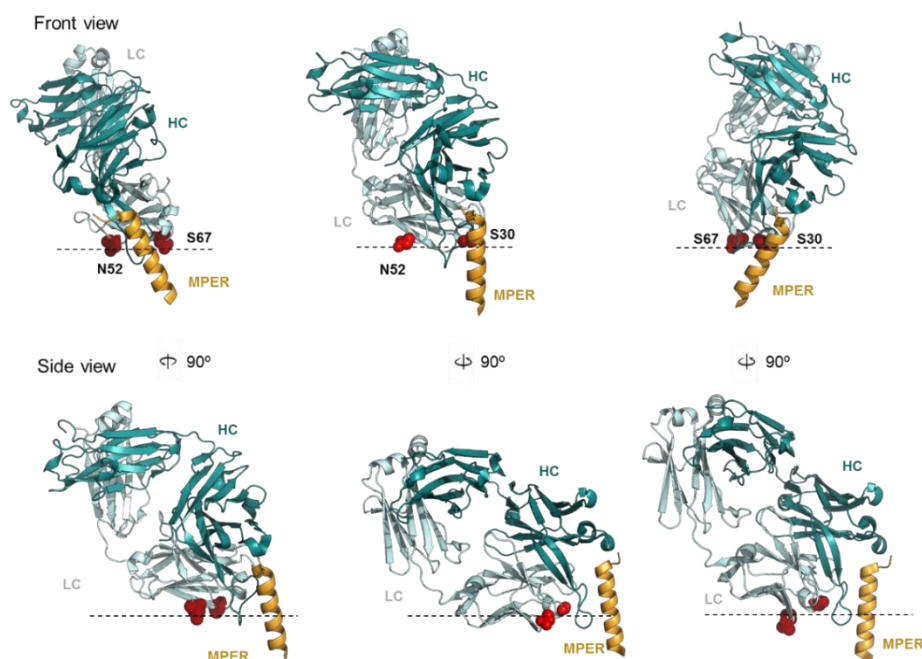 Front view
LC
HC
S67
N52
MPER
HC
LC
S30
N52
MPER
HC
LC
S67
S30
MPER
Side view
90º
90º
90º
HC
LC
MPER
HC
LC
MPER
HC
LC
MPER